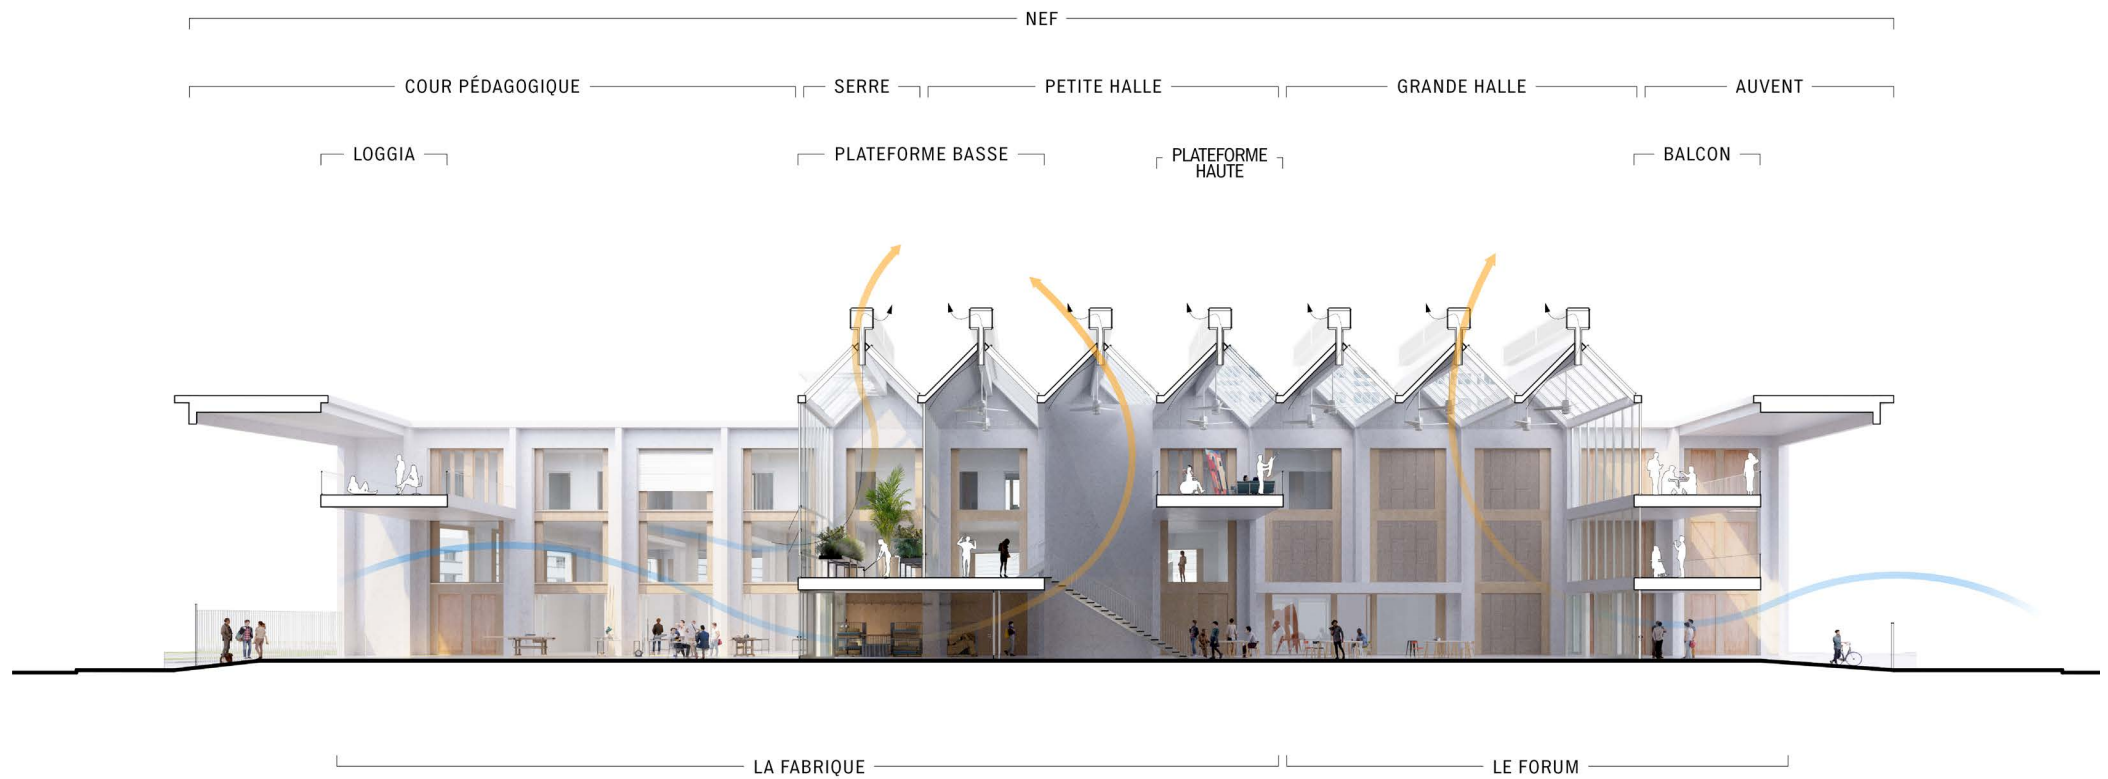 NEF
COUR PÉDAGOGIQUE
SERRE
PETITE HALLE
GRANDE HALLE
AUVENT
LOGGIA
PLATEFORME BASSE
PLATEFORME
HAUTE
BALCON
LA FABRIQUE
LE FORUM